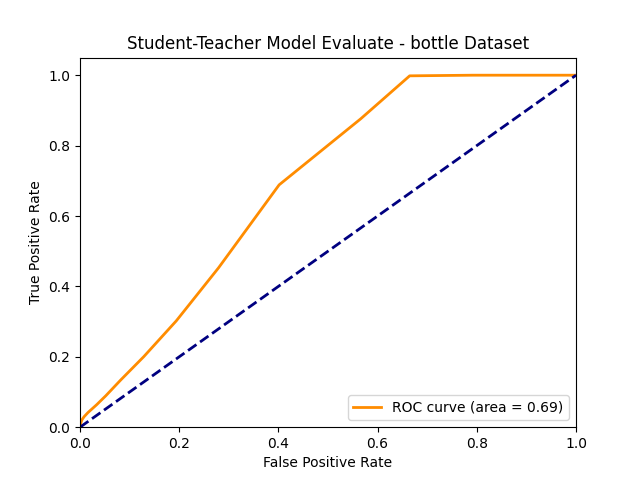 Student-Teacher Model Evaluate - bottle Dataset
True Positive Rate
1.0
0.8
0.6
0.4
0.2
0.0
0.0 0.2 0.4 0.6 0.8 1.0
False Positive Rate
ROC curve (area = 0.69)